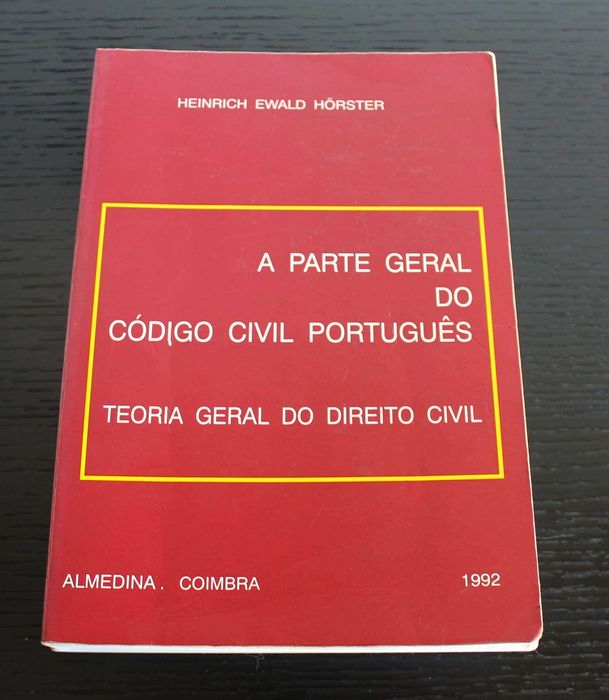 HEINRICH EWALD HÖRSTER
A PARTE GERAL
DO
CÓDIGO CIVIL PORTUGUÊS
TEORIA GERAL DO DIREITO CIVIL
ALMEDINA. COIMBRA 1992